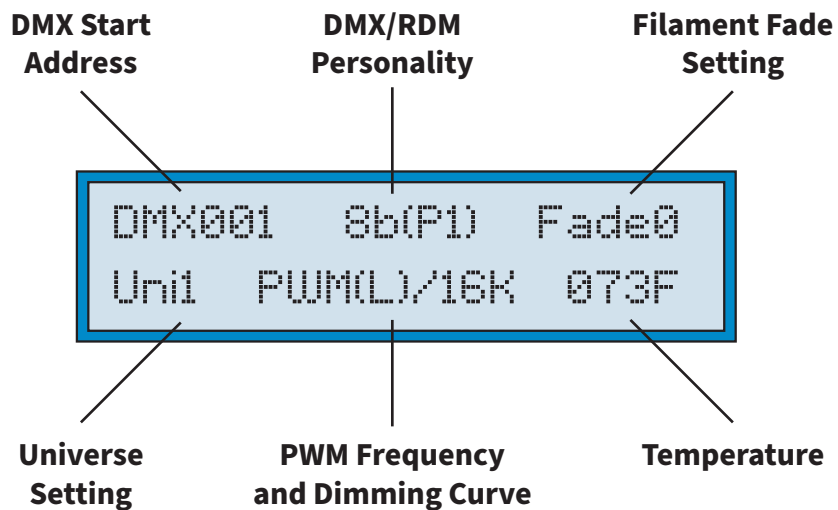 DMX Start
Address
DMX/RDM
Personality
Filament Fade
Setting
DMX001 8b(P1) Fade0
Uni1 PWM(L)/16K 073F
Universe
Setting
PWM Frequency
and Dimming Curve
Temperature